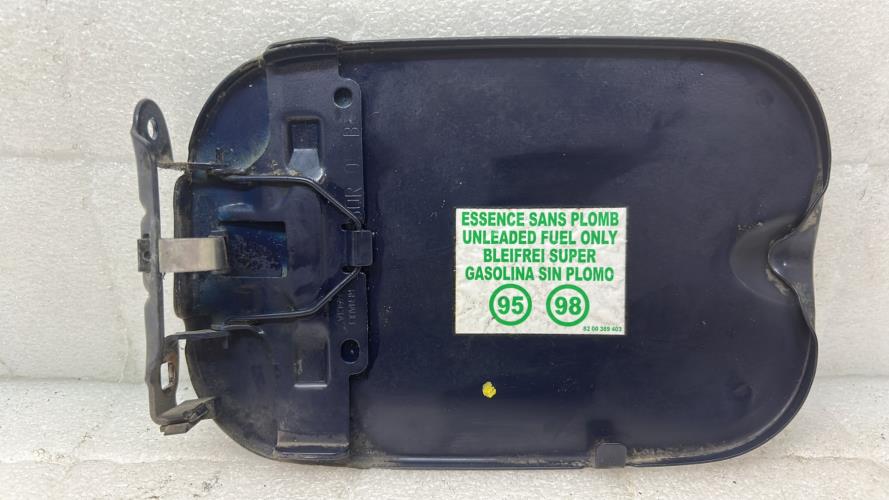 ESSENCE SANS PLOMB
UNLEADED FUEL ONLY
BLEIFREI SUPER
GASOLINA SIN PLOMO
95 98
82 00 389 403